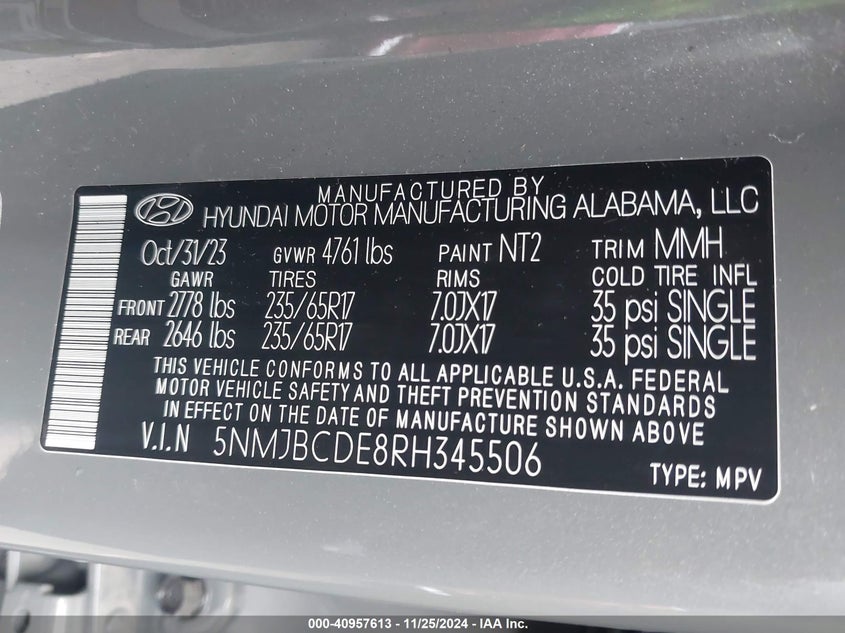 MANUFACTURED BY
HYUNDAI MOTOR MANUFACTURING ALABAMA, LLC
Oct/31/23 GVWR 4761 lbs PAINT NT2 TRIM MMH
GAWR TIRES RIMS COLD TIRE INFL
FRONT 2778 lbs 235/65R17 7.0JX17 35 psi SINGLE
REAR 2646 lbs 235/65R17 7.0JX17 35 psi SINGLE
THIS VEHICLE CONFORMS TO ALL APPLICABLE U.S.A. FEDERAL
MOTOR VEHICLE SAFETY AND THEFT PREVENTION STANDARDS
IN EFFECT ON THE DATE OF MANUFACTURE SHOWN ABOVE
V.I.N 5NMJBCDE8RH345506
TYPE: MPV
000-40957613 - 11/25/2024 - IAA Inc.